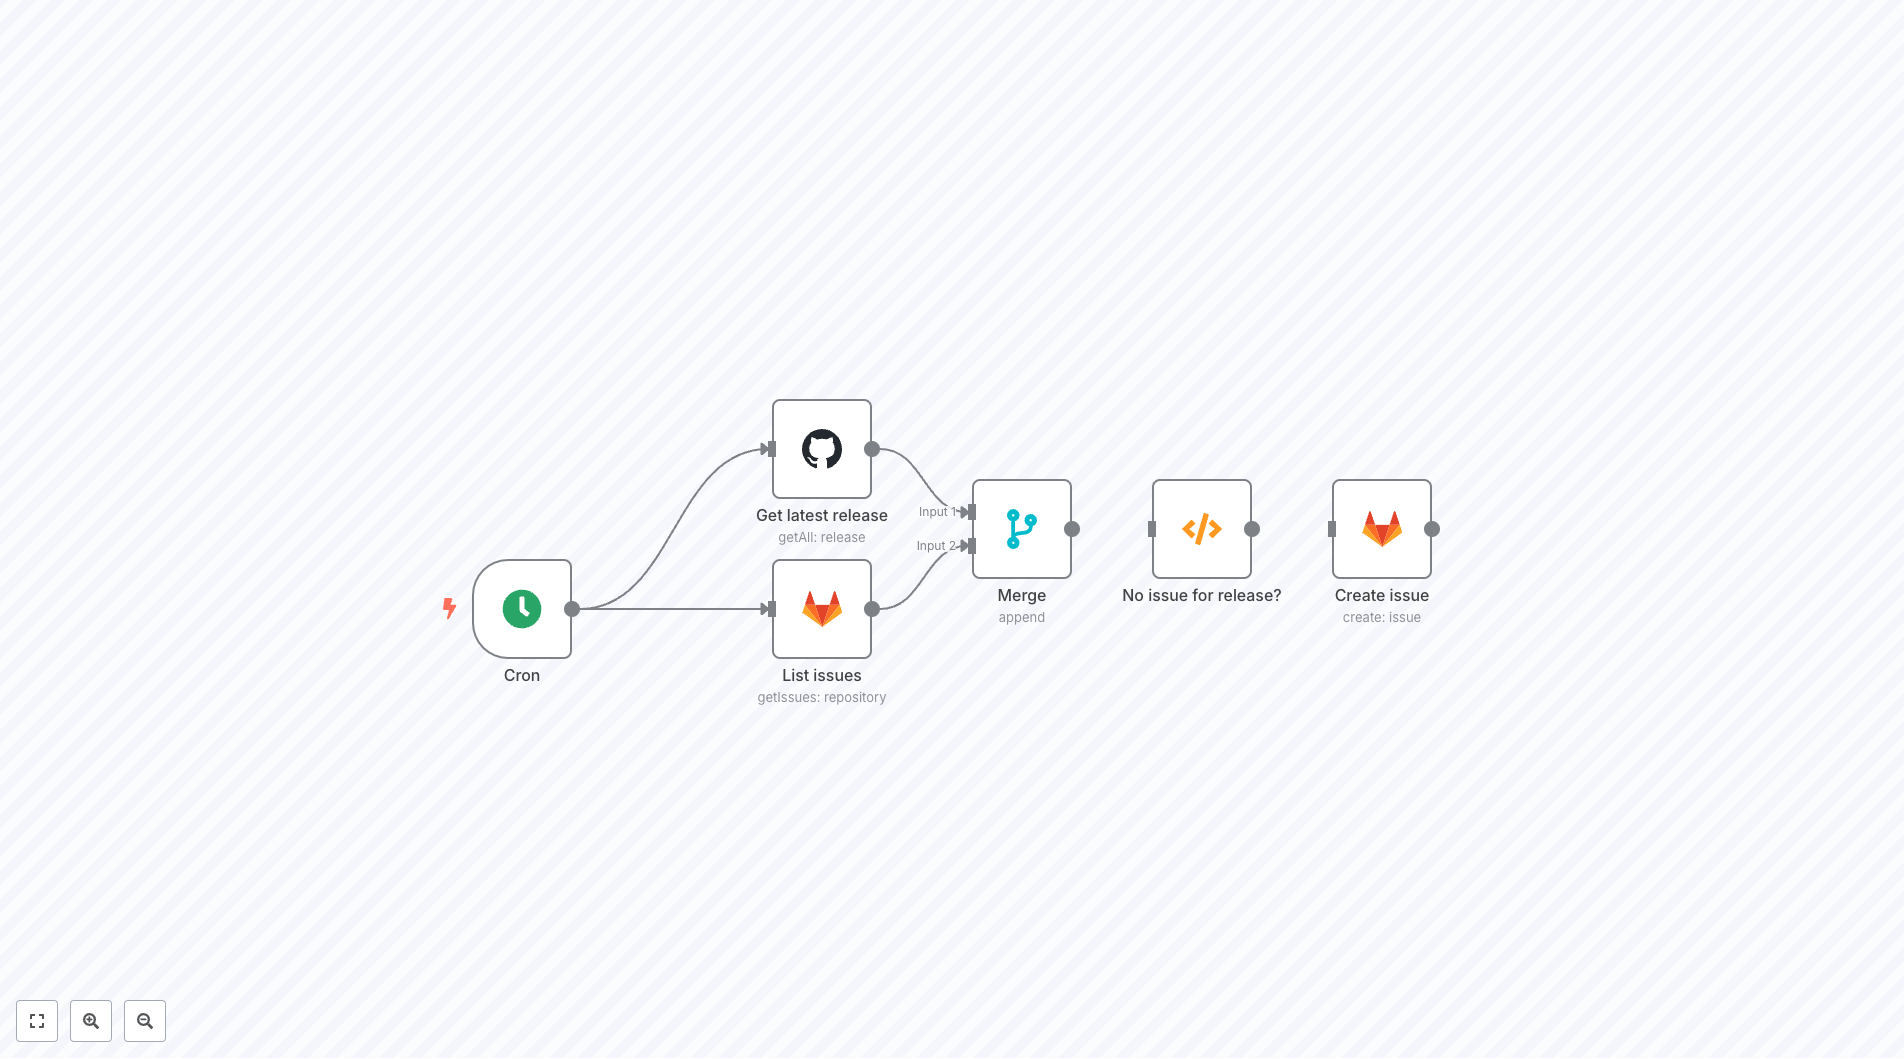 Get latest release
getAll: release
Input 1
Input 2
Cron
List issues
getIssues: repository
Merge
append
No issue for release?
Create issue
create: issue